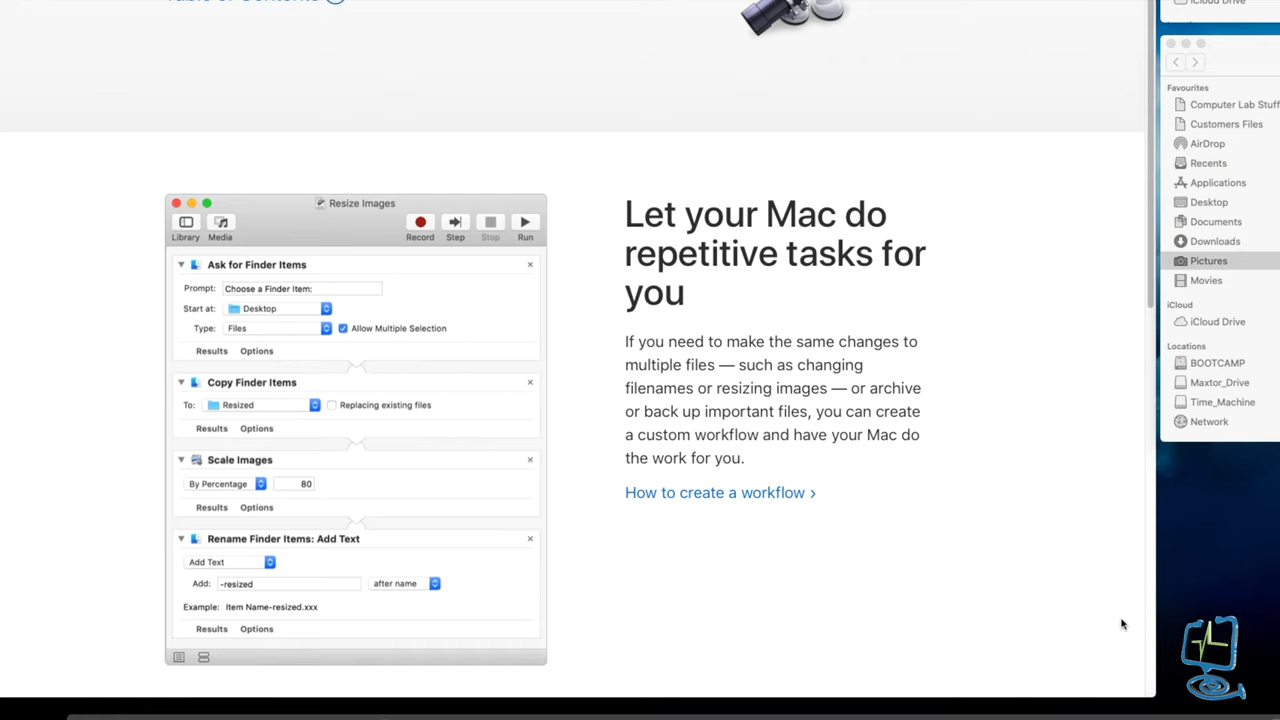 Table of Contents
iCloud Drive
Favourites
Computer Lab Stuff
Customers Files
AirDrop
Recents
Applications
Desktop
Documents
Downloads
Pictures
Movies
iCloud
iCloud Drive
Locations
BOOTCAMP
Maxtor_Drive
Time_Machine
Network
Resize Images
Library Media Record Step Stop Run
Ask for Finder Items
Prompt: Choose a Finder Item:
Start at: Desktop
Type: Files Allow Multiple Selection
Results Options
Copy Finder Items
To: Resized Replacing existing files
Results Options
Scale Images
By Percentage 80
Results Options
Rename Finder Items: Add Text
Add Text
Add: -resized after name
Example: Item Name-resized.xxx
Results Options
Let your Mac do
repetitive tasks for
you
If you need to make the same changes to
multiple files — such as changing
filenames or resizing images — or archive
or back up important files, you can create
a custom workflow and have your Mac do
the work for you.
How to create a workflow ›